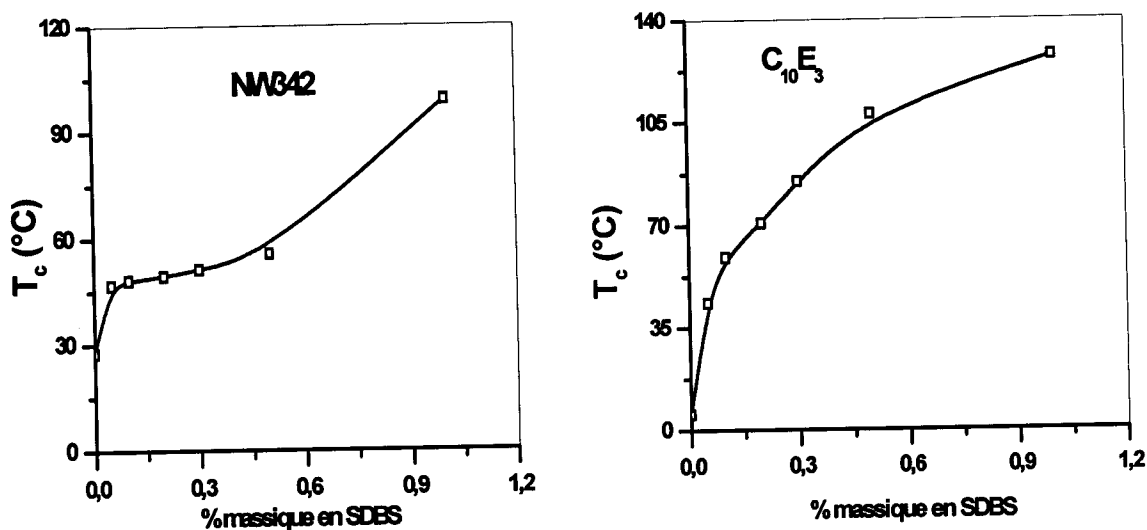 120
90
60
30
0
T_c (°C)
NW342
0,0 0,3 0,6 0,9 1,2
% massique en SDBS
140
105
70
35
0
T_c (°C)
C₁₀E₃
0,0 0,3 0,6 0,9 1,2
% massique en SDBS